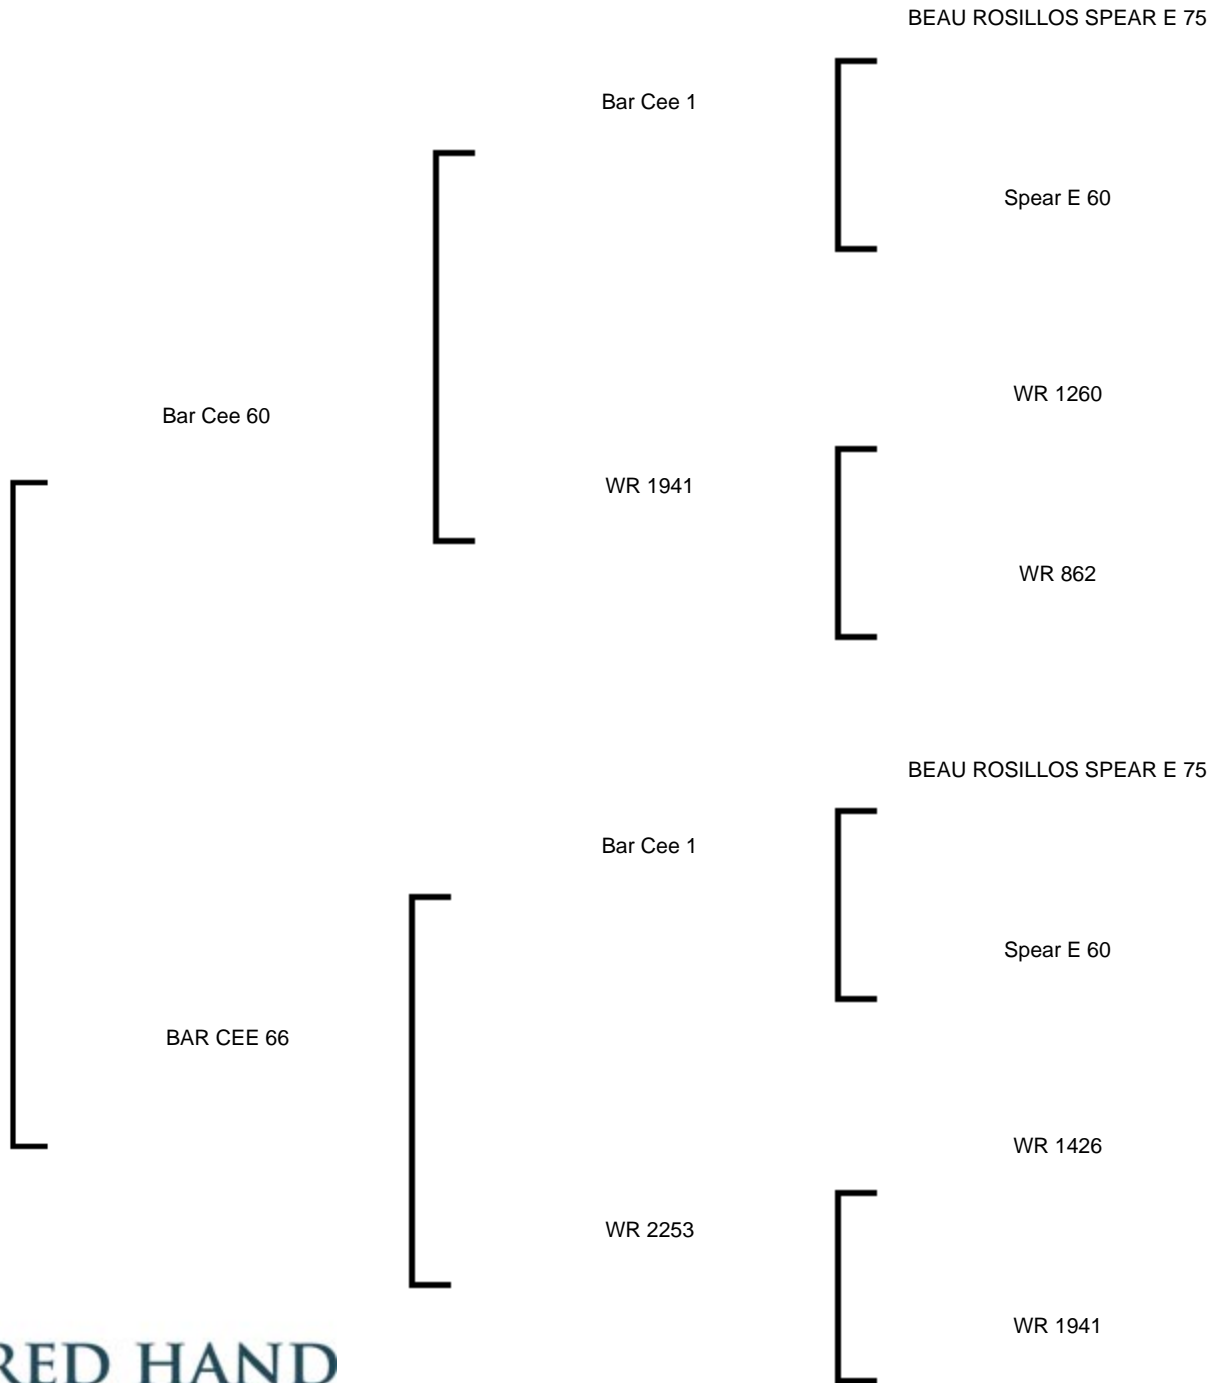 BEAU ROSILLOS SPEAR E 75
Bar Cee 1
Spear E 60
WR 1260
Bar Cee 60
WR 1941
WR 862
BEAU ROSILLOS SPEAR E 75
Bar Cee 1
Spear E 60
BAR CEE 66
WR 1426
WR 2253
WR 1941
RED HAND